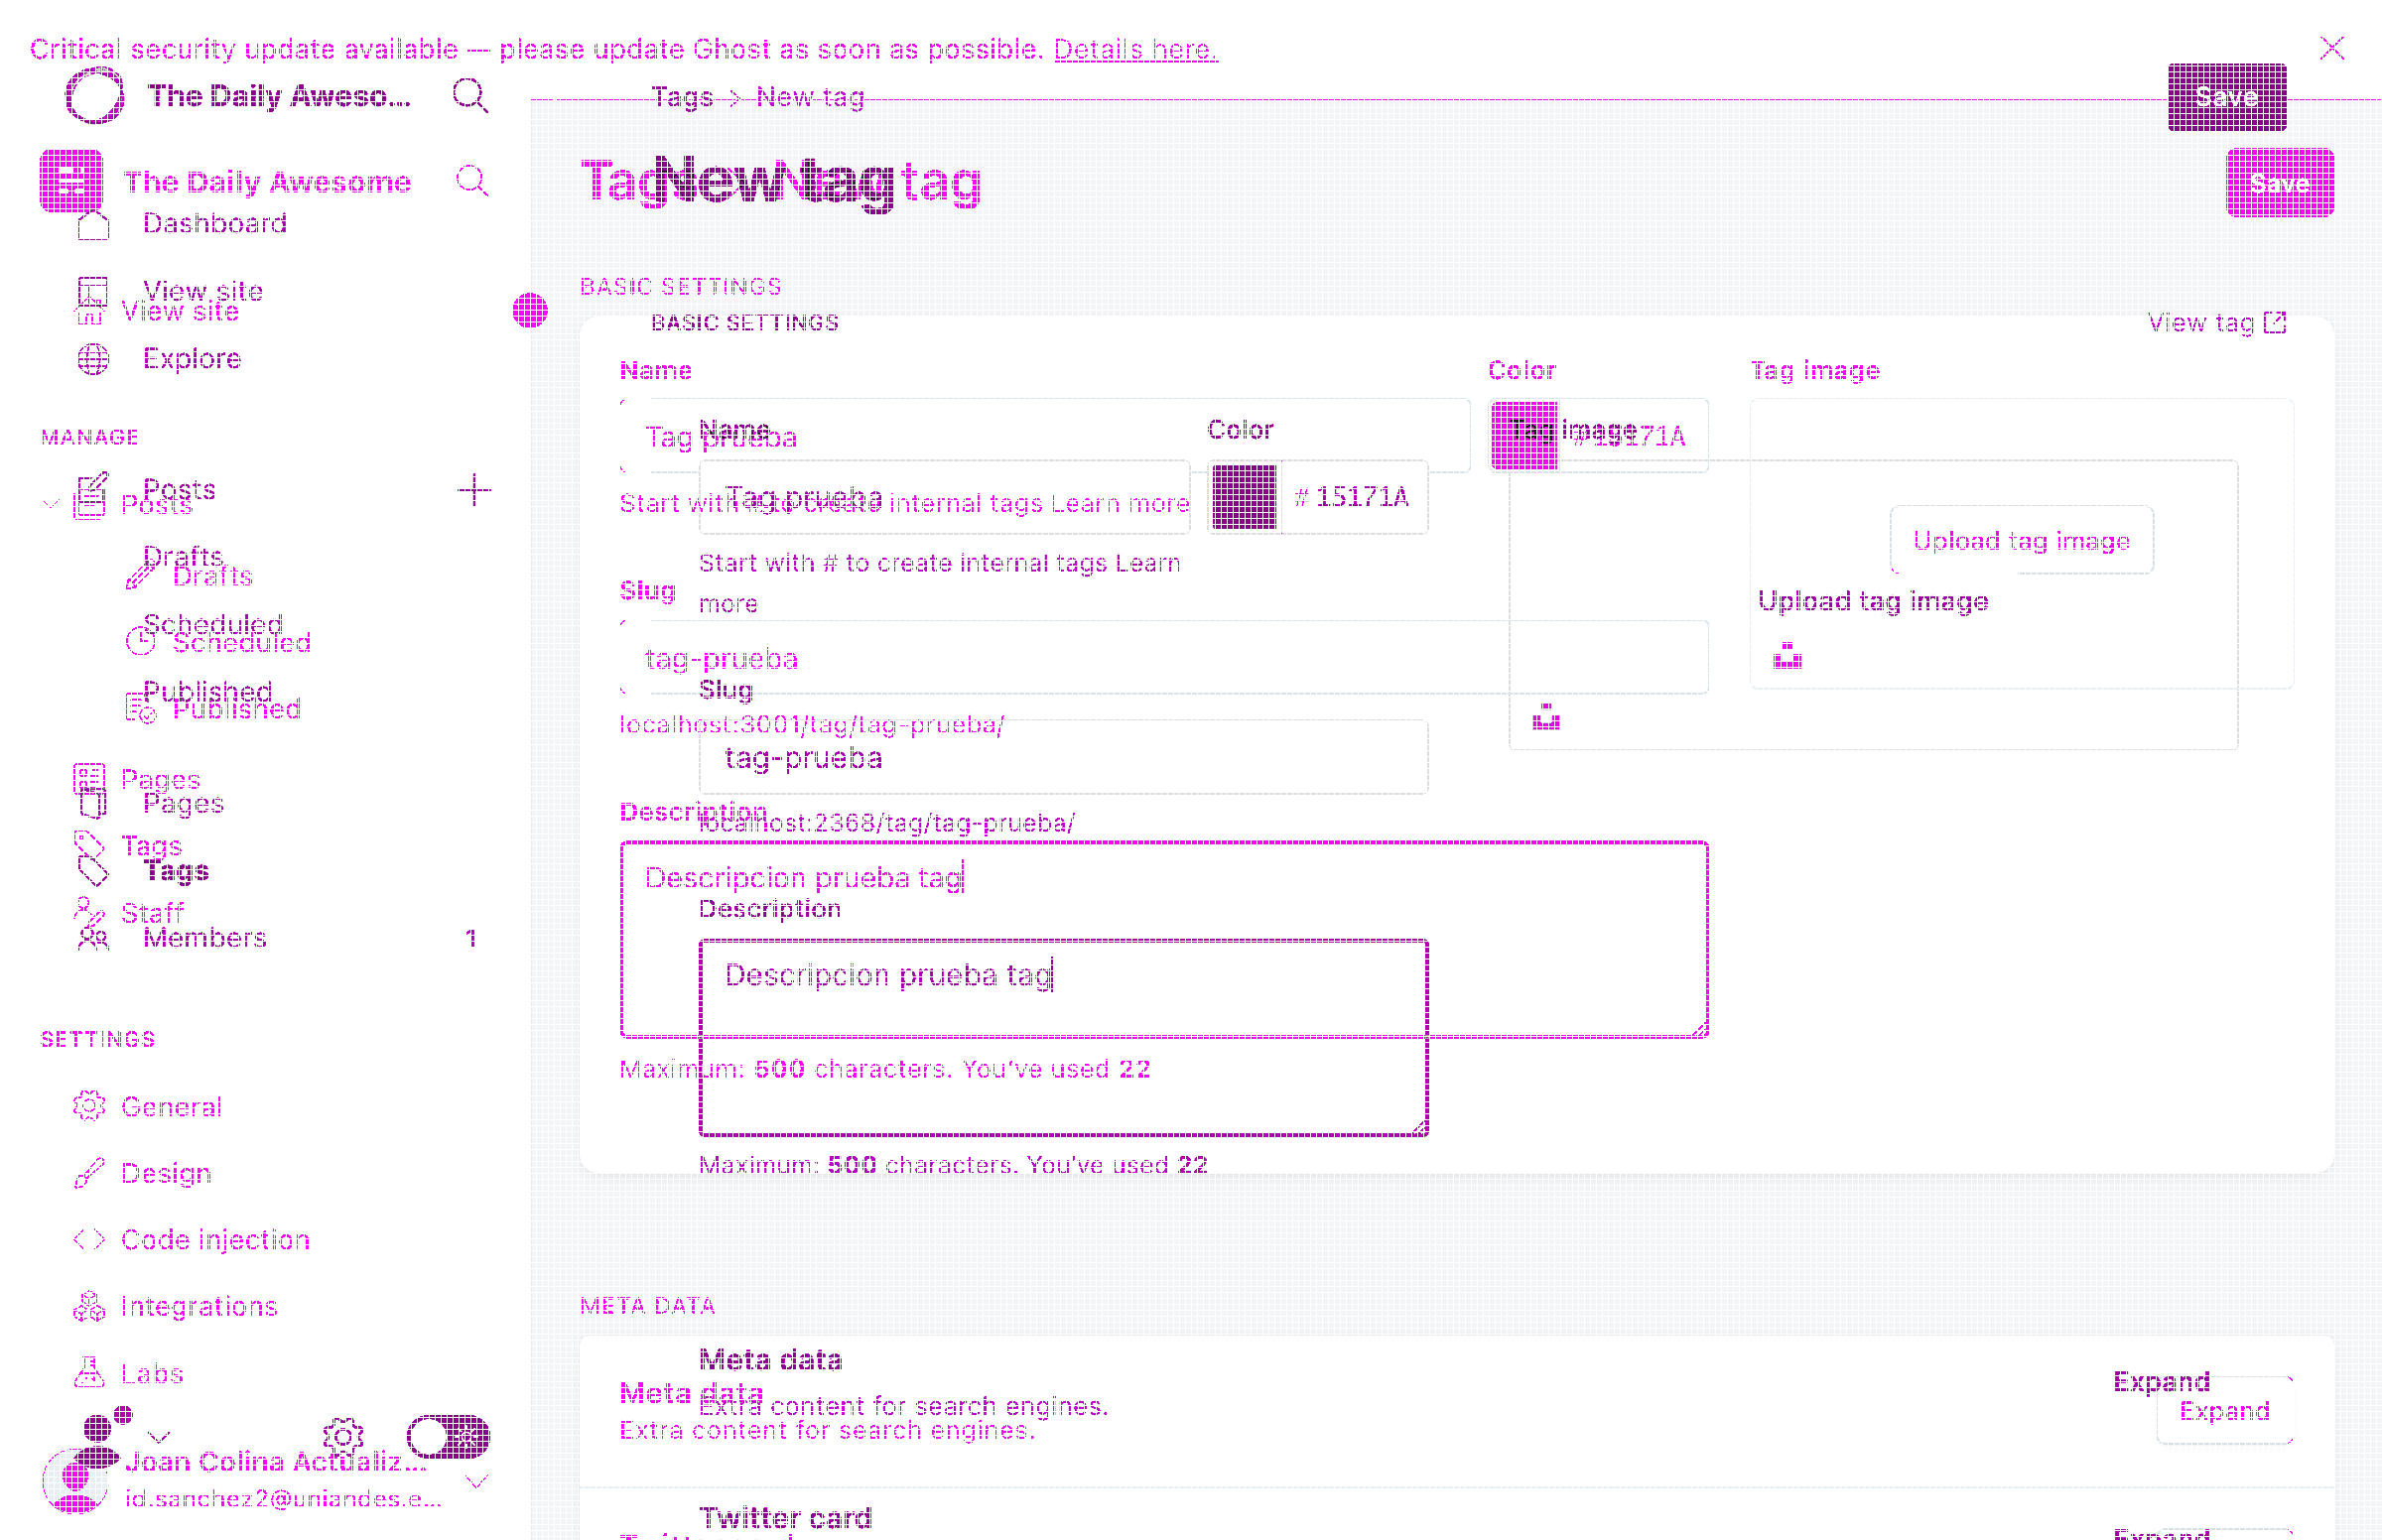 Critical security update available — please update Ghost as soon as possible. Details here.
The Daily Aweso...
Tags > New tag
Save
The Daily Awesome
Tags > New tag
New tag
Save
Dashboard
View site
View site
Explore
BASIC SETTINGS
BASIC SETTINGS
View tag
Name
Color
Tag image
MANAGE
Tag prueba
# 15171A
Name
Color
Tag image
Posts
Posts
Tag prueba
# 15171A
Start with # to create internal tags Learn more
Upload tag image
Drafts
Drafts
Start with # to create internal tags Learn
more
Slug
Upload tag image
Scheduled
Scheduled
tag-prueba
Published
Published
Slug
localhost:3001/tag/tag-prueba/
tag-prueba
Pages
Pages
Description
localhost:2368/tag/tag-prueba/
Tags
Tags
Descripcion prueba tag
Staff
Description
Members
1
Descripcion prueba tag
SETTINGS
Maximum: 500 characters. You've used 22
General
Maximum: 500 characters. You've used 22
Design
Code injection
Integrations
META DATA
Labs
Meta data
Expand
Meta data
Extra content for search engines.
Expand
Extra content for search engines.
Joan Colina Actualiz...
id.sanchez2@uniandes.e...
Twitter card
Expand